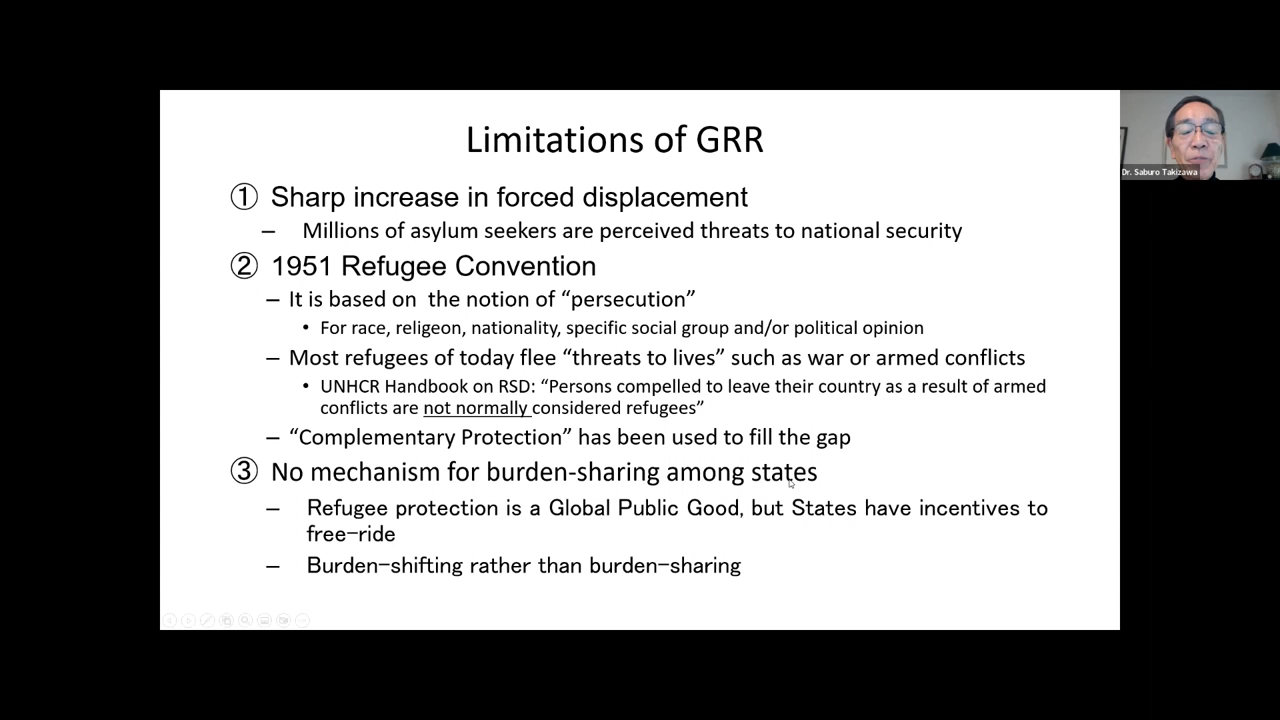 Limitations of GRR
① Sharp increase in forced displacement
– Millions of asylum seekers are perceived threats to national security
② 1951 Refugee Convention
– It is based on the notion of “persecution”
• For race, religeon, nationality, specific social group and/or political opinion
– Most refugees of today flee “threats to lives” such as war or armed conflicts
• UNHCR Handbook on RSD: “Persons compelled to leave their country as a result of armed
conflicts are not normally considered refugees”
– “Complementary Protection” has been used to fill the gap
③ No mechanism for burden-sharing among states
– Refugee protection is a Global Public Good, but States have incentives to
free-ride
– Burden-shifting rather than burden-sharing
Dr. Saburo Takizawa